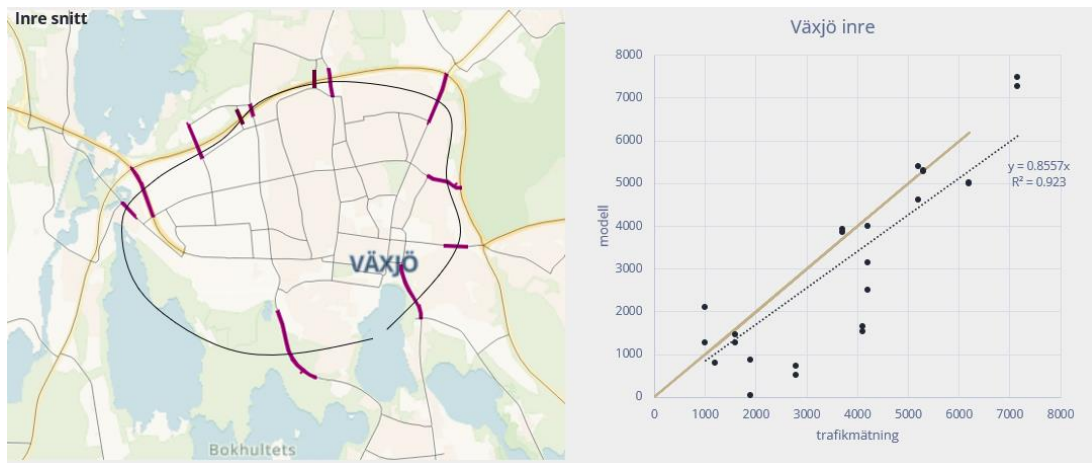 Inre snitt
VÄXJÖ
Bokhultets
Växjö inre
8000
7000
6000
5000
4000
3000
2000
1000
0
modell
y = 0.8557x
R² = 0.923
0 1000 2000 3000 4000 5000 6000 7000 8000
trafikmätning